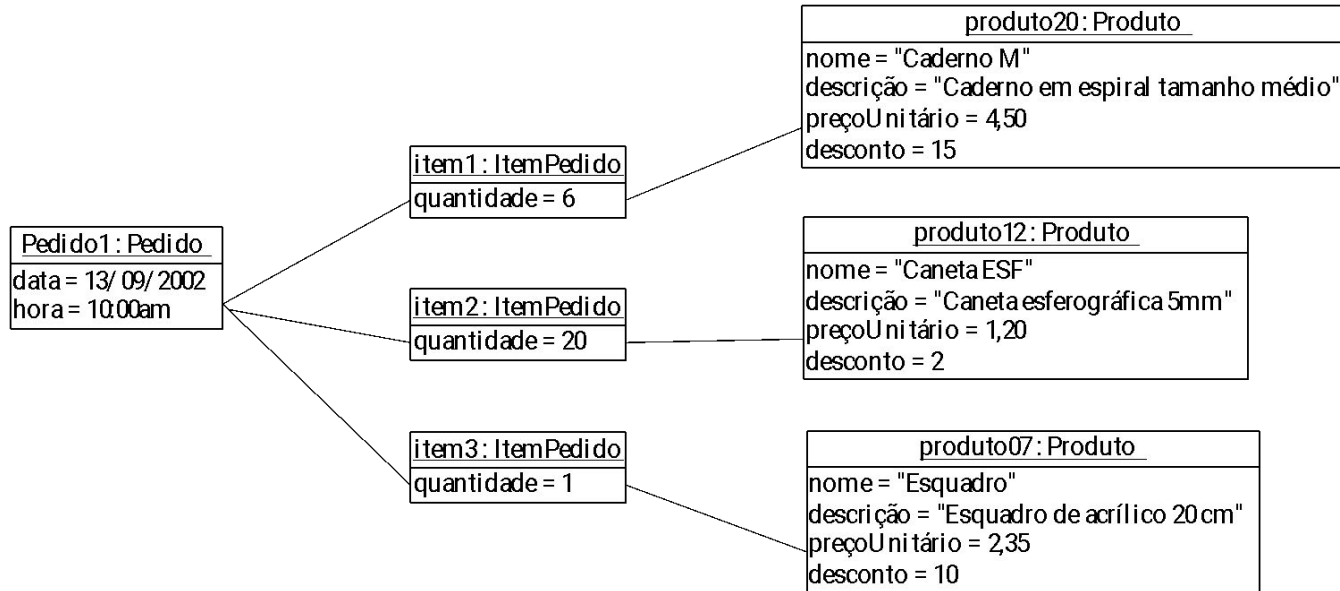 Pedido1: Pedido
data = 13/09/2002
hora = 10:00am
item1: ItemPedido
quantidade = 6
item2: ItemPedido
quantidade = 20
item3: ItemPedido
quantidade = 1
produto20: Produto
nome = "Caderno M"
descrição = "Caderno em espiral tamanho médio"
preçoUnitário = 4,50
desconto = 15
produto12: Produto
nome = "Caneta ESF"
descrição = "Caneta esferográfica 5mm"
preçoUnitário = 1,20
desconto = 2
produto07: Produto
nome = "Esquadro"
descrição = "Esquadro de acrílico 20 cm"
preçoUnitário = 2,35
desconto = 10